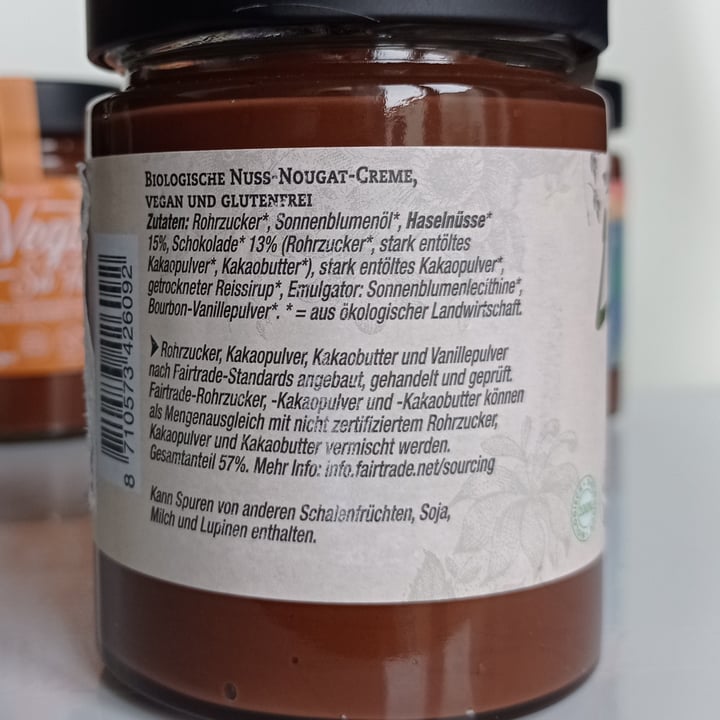 BIOLOGISCHE NUSS-NOUGAT-CREME,
VEGAN UND GLUTENFREI
Zutaten: Rohrzucker*, Sonnenblumenöl*, Haselnüsse*
15%, Schokolade* 13% (Rohrzucker*, stark entöltes
Kakaopulver*, Kakaobutter*), stark entöltes Kakaopulver*,
getrockneter Reissirup*, Emulgator: Sonnenblumenlecithine*,
Bourbon-Vanillepulver*. * = aus ökologischer Landwirtschaft.
Rohrzucker, Kakaopulver, Kakaobutter und Vanillepulver
nach Fairtrade-Standards angebaut, gehandelt und geprüft.
Fairtrade-Rohrzucker, -Kakaopulver und -Kakaobutter können
als Mengenausgleich mit nicht zertifiziertem Rohrzucker,
Kakaopulver und Kakaobutter vermischt werden.
Gesamtanteil 57%. Mehr Info: info.fairtrade.net/sourcing
Kann Spuren von anderen Schalenfrüchten, Soja,
Milch und Lupinen enthalten.
8 710573 426092